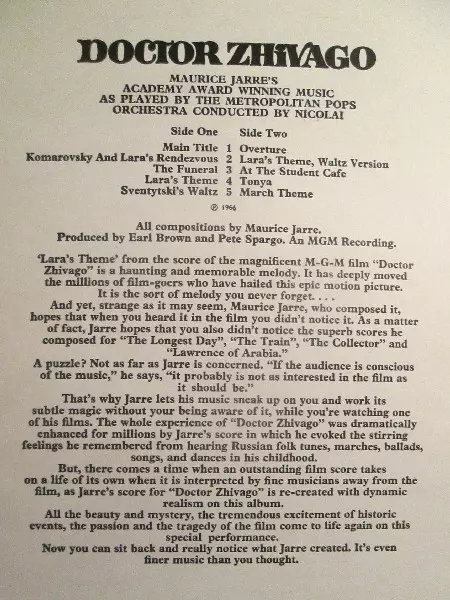 DOCTOR ZHIVAGO
MAURICE JARRE'S
ACADEMY AWARD WINNING MUSIC
AS PLAYED BY THE METROPOLITAN POPS
ORCHESTRA CONDUCTED BY NICOLAI
Side One Side Two
Main Title 1 Overture
Komarovsky And Lara's Rendezvous 2 Lara's Theme, Waltz Version
The Funeral 3 At The Student Cafe
Lara's Theme 4 Tonya
Sventytski's Waltz 5 March Theme
℗ 1966
All compositions by Maurice Jarre.
Produced by Earl Brown and Pete Spargo. An MGM Recording.
'Lara's Theme' from the score of the magnificent M-G-M film "Doctor
Zhivago" is a haunting and memorable melody. It has deeply moved
the millions of film-goers who have hailed this epic motion picture.
It is the sort of melody you never forget. . . .
And yet, strange as it may seem, Maurice Jarre, who composed it,
hopes that when you heard it in the film you didn't notice it. As a matter
of fact, Jarre hopes that you also didn't notice the superb scores he
composed for "The Longest Day", "The Train", "The Collector" and
"Lawrence of Arabia."
A puzzle? Not as far as Jarre is concerned. "If the audience is conscious
of the music," he says, "it probably is not as interested in the film as
it should be."
That's why Jarre lets his music sneak up on you and work its
subtle magic without your being aware of it, while you're watching one
of his films. The whole experience of "Doctor Zhivago" was dramatically
enhanced for millions by Jarre's score in which he evoked the stirring
feelings he remembered from hearing Russian folk tunes, marches, ballads,
songs, and dances in his childhood.
But, there comes a time when an outstanding film score takes
on a life of its own when it is interpreted by fine musicians away from the
film, as Jarre's score for "Doctor Zhivago" is re-created with dynamic
realism on this album.
All the beauty and mystery, the tremendous excitement of historic
events, the passion and the tragedy of the film come to life again on this
special performance.
Now you can sit back and really notice what Jarre created. It's even
finer music than you thought.